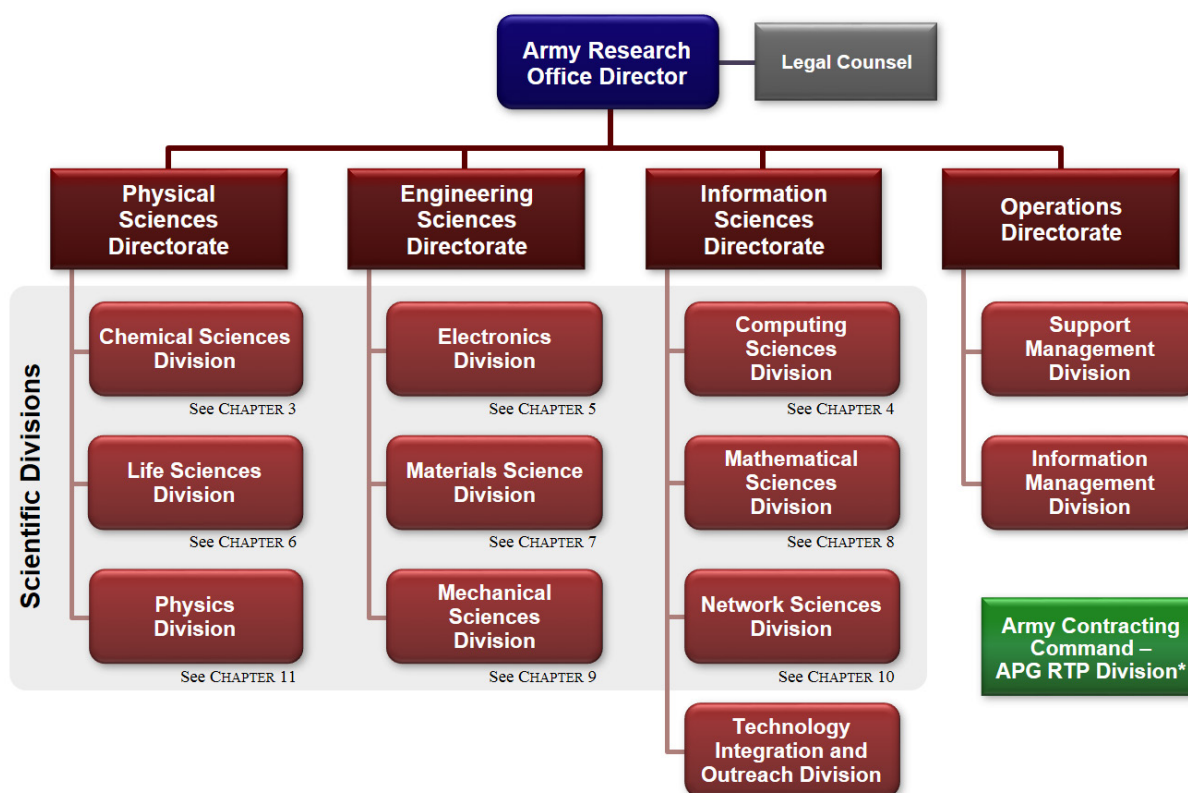 Army Research
Office Director
Legal Counsel
Physical
Sciences
Directorate
Engineering
Sciences
Directorate
Information
Sciences
Directorate
Operations
Directorate
Scientific Divisions
Chemical Sciences
Division
See CHAPTER 3
Electronics
Division
See CHAPTER 5
Computing
Sciences
Division
See CHAPTER 4
Support
Management
Division
Life Sciences
Division
See CHAPTER 6
Materials Science
Division
See CHAPTER 7
Mathematical
Sciences
Division
See CHAPTER 8
Information
Management
Division
Physics
Division
See CHAPTER 11
Mechanical
Sciences
Division
See CHAPTER 9
Network Sciences
Division
See CHAPTER 10
Army Contracting
Command –
APG RTP Division*
Technology
Integration and
Outreach Division